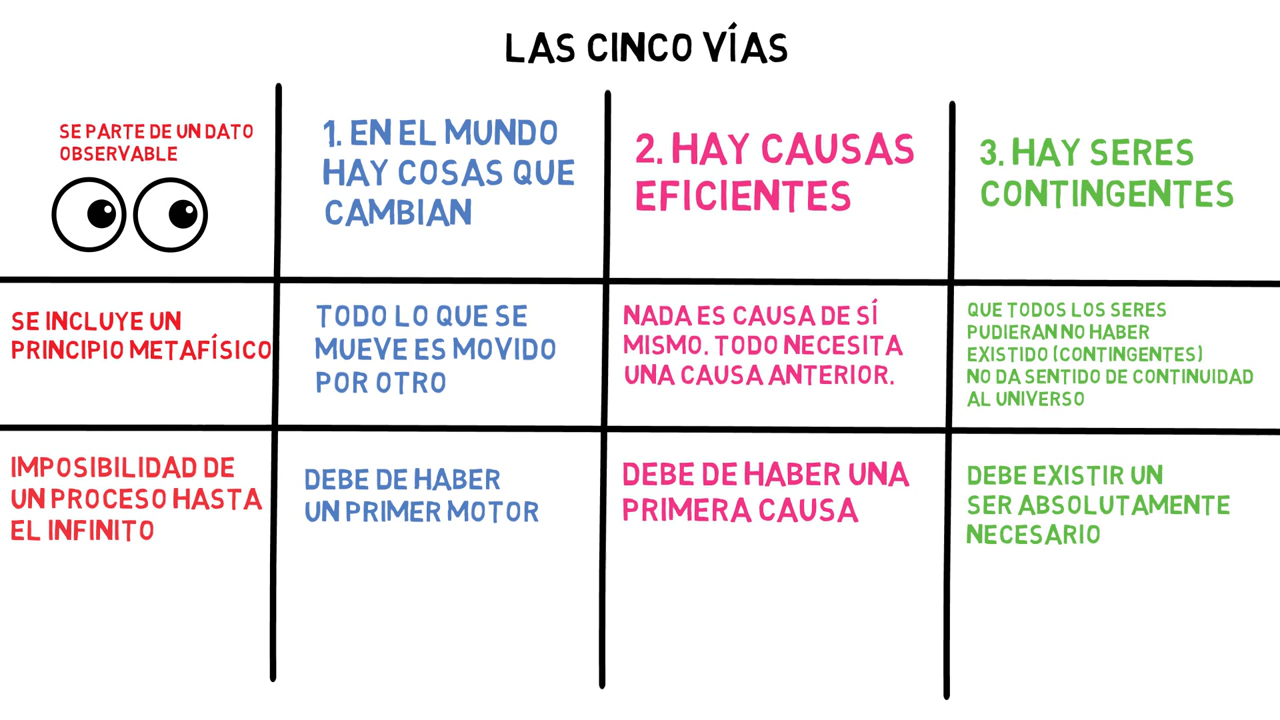 LAS CINCO VÍAS
SE PARTE DE UN DATO
OBSERVABLE
1. EN EL MUNDO
HAY COSAS QUE
CAMBIAN
2. HAY CAUSAS
EFICIENTES
3. HAY SERES
CONTINGENTES
SE INCLUYE UN
PRINCIPIO METAFÍSICO
TODO LO QUE SE
MUEVE ES MOVIDO
POR OTRO
NADA ES CAUSA DE SÍ
MISMO. TODO NECESITA
UNA CAUSA ANTERIOR.
QUE TODOS LOS SERES
PUDIERAN NO HABER
EXISTIDO (CONTINGENTES)
NO DA SENTIDO DE CONTINUIDAD
AL UNIVERSO
IMPOSIBILIDAD DE
UN PROCESO HASTA
EL INFINITO
DEBE DE HABER
UN PRIMER MOTOR
DEBE DE HABER UNA
PRIMERA CAUSA
DEBE EXISTIR UN
SER ABSOLUTAMENTE
NECESARIO